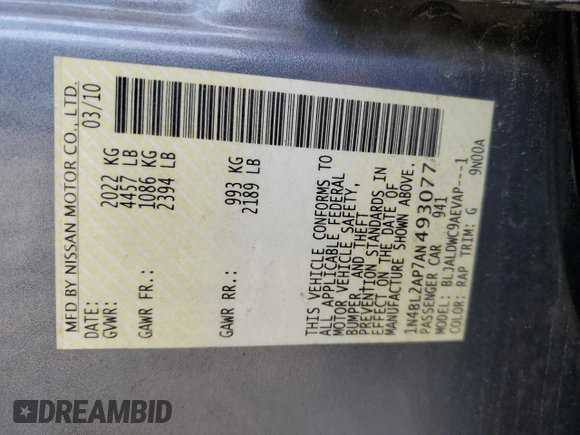 MFD BY NISSAN MOTOR CO., LTD.
DATE: 03/10
GVWR: 2022 KG
4457 LB
GAWR FR.: 1086 KG
2394 LB
GAWR RR.: 993 KG
2189 LB
THIS VEHICLE CONFORMS TO
ALL APPLICABLE FEDERAL
MOTOR VEHICLE SAFETY,
BUMPER, AND THEFT
PREVENTION STANDARDS IN
EFFECT ON THE DATE OF
MANUFACTURE SHOWN ABOVE.
1N4BL2AP7AN493077
PASSENGER CAR 941
MODEL: BLJALDWC9AEVAP---1
COLOR: RAP TRIM: G 9N00A
DREAMBID